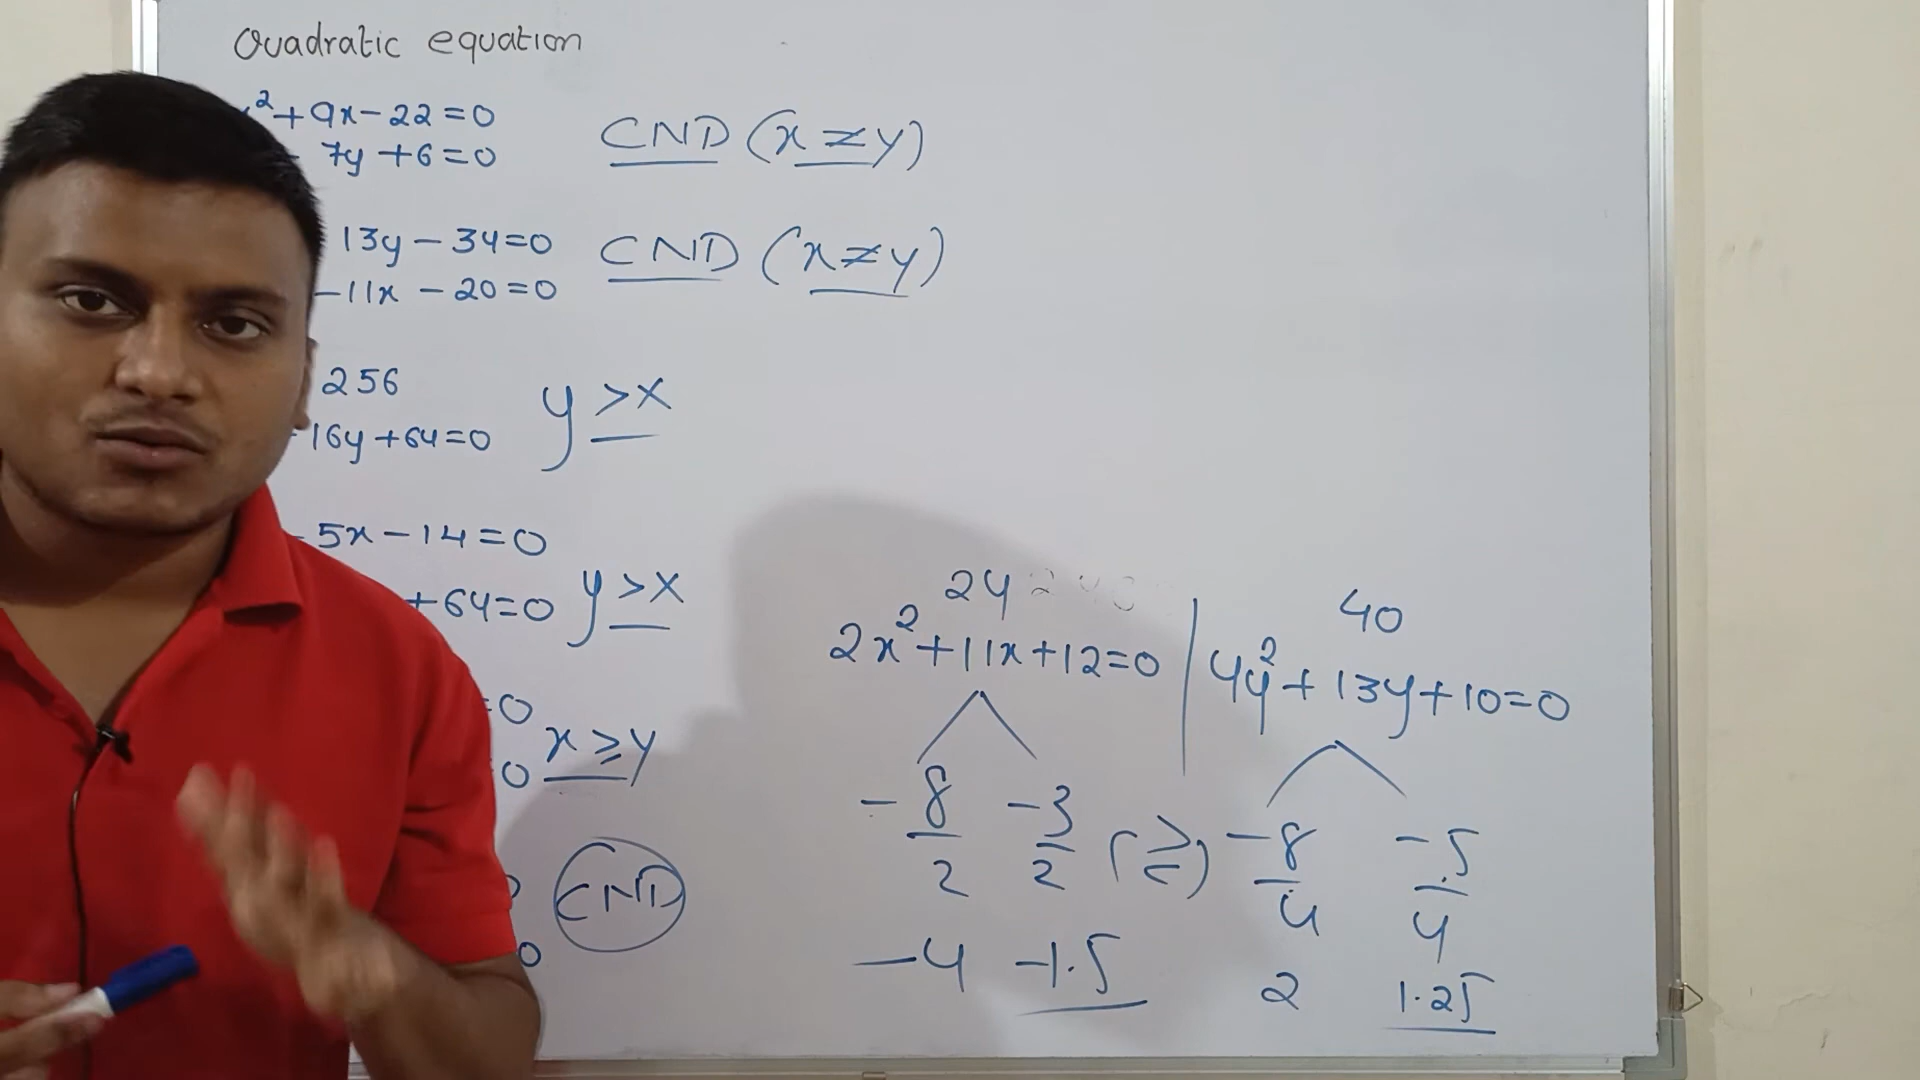 Quadratic equation
x²+9x-22=0
7y+6=0
CND (x≠y)
13y-34=0
-11x-20=0
CND (x≠y)
256
-16y+64=0
y>x
-5x-14=0
+64=0
y>x
=0
0
x≥y
CND
0
24
2x²+11x+12=0
-8/2 -3/2
(≥)
-4 -1.5
40
4y²+13y+10=0
-8/4 -5/4
2 1.25